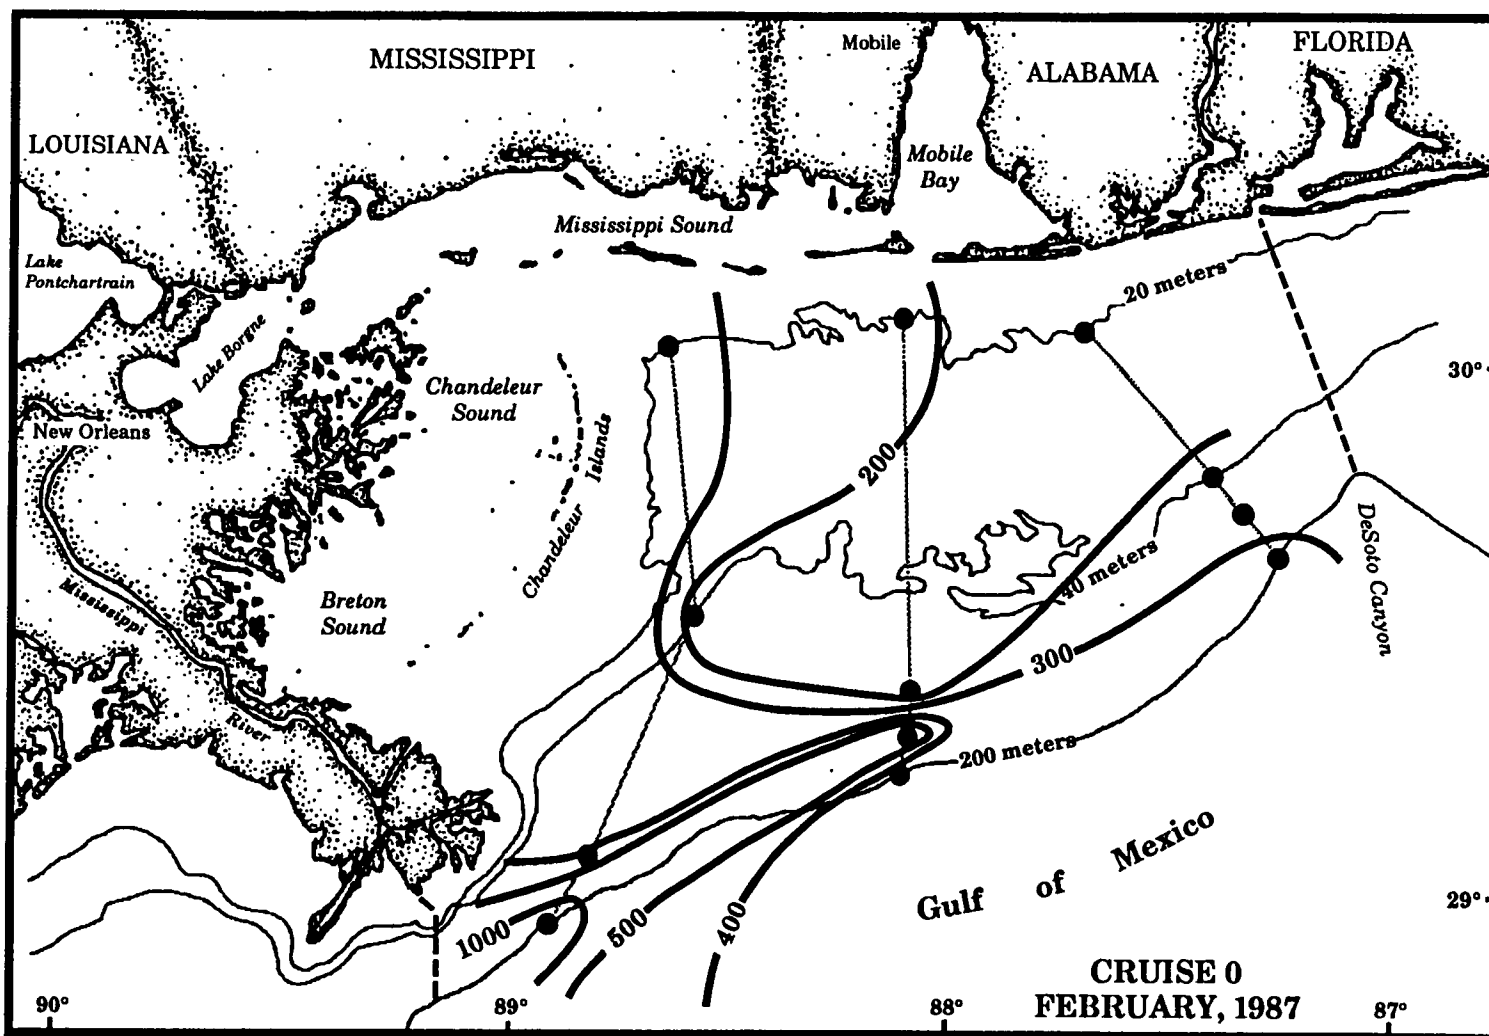 MISSISSIPPI
Mobile
ALABAMA
FLORIDA
LOUISIANA
Mobile
Bay
Mississippi Sound
Lake
Pontchartrain
20 meters
Lake Borgne
30°
Chandeleur
Sound
New Orleans
Chandeleur Islands
200
DeSoto Canyon
40 meters
Mississippi
River
Breton
Sound
300
200 meters
Gulf of Mexico
29°
1000
500
400
CRUISE 0
FEBRUARY, 1987
90°
89°
88°
87°